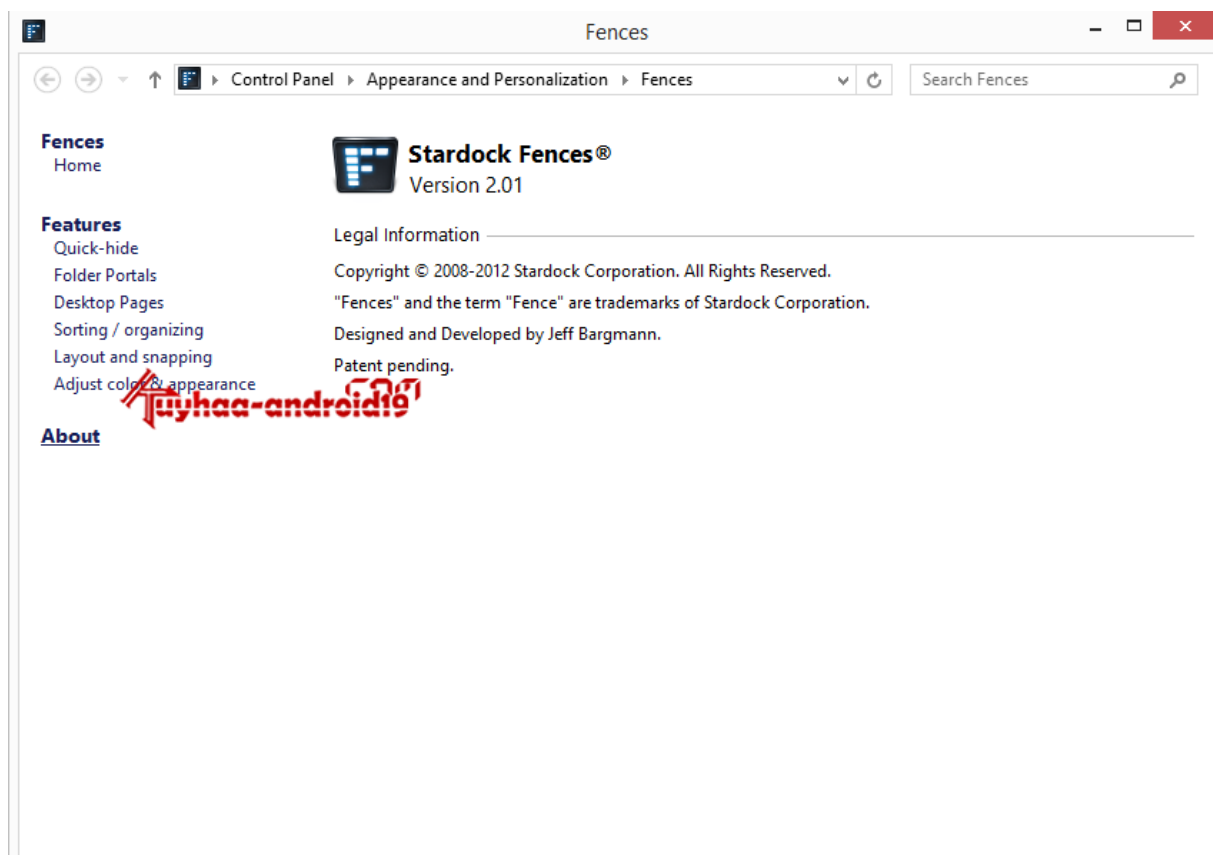 Fences
Control Panel Appearance and Personalization Fences
Search Fences
Fences
Home
Features
Quick-hide
Folder Portals
Desktop Pages
Sorting / organizing
Layout and snapping
Adjust color & appearance
About
Stardock Fences®
Version 2.01
Legal Information
Copyright © 2008-2012 Stardock Corporation. All Rights Reserved.
"Fences" and the term "Fence" are trademarks of Stardock Corporation.
Designed and Developed by Jeff Bargmann.
Patent pending.
kuyhaa-android19